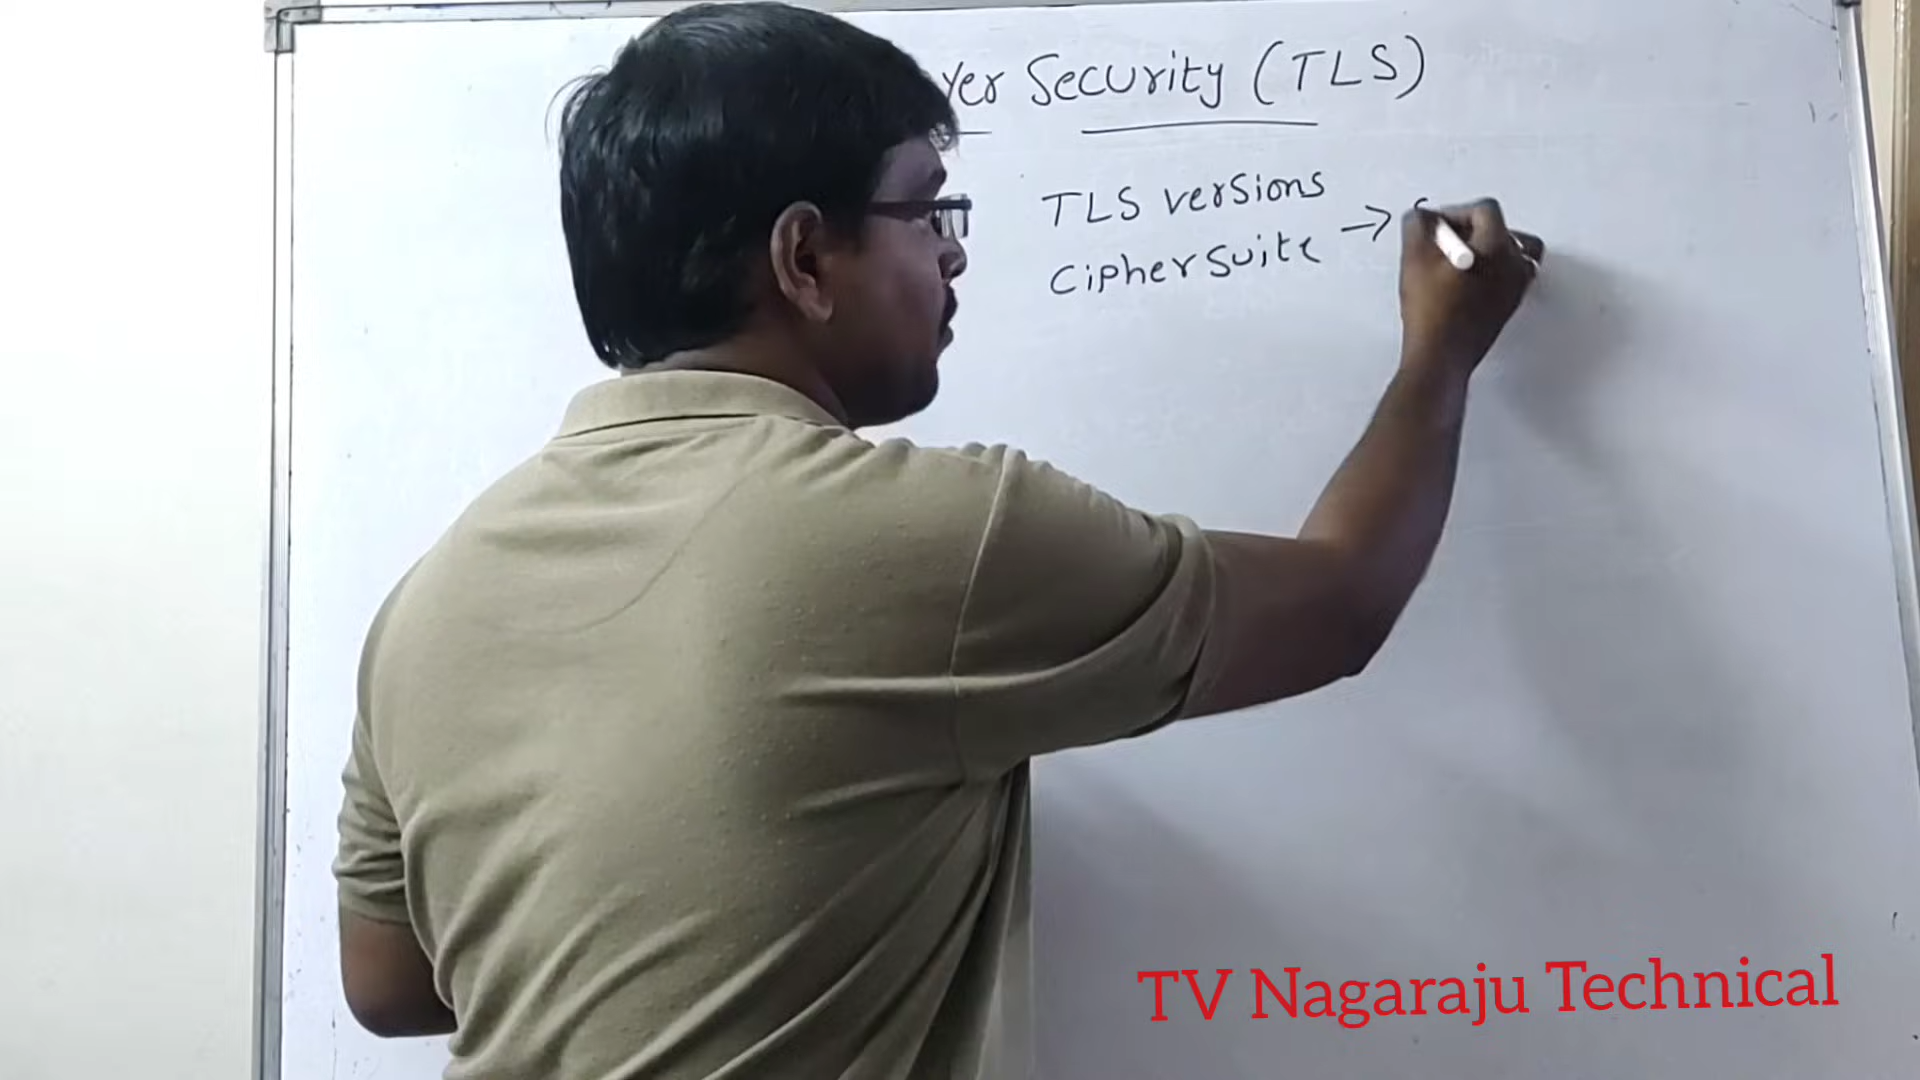 yer Security (TLS)
TLS versions
Ciphersuite →
TV Nagaraju Technical